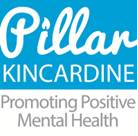 Pillar
KINCARDINE
Promoting Positive
Mental Health